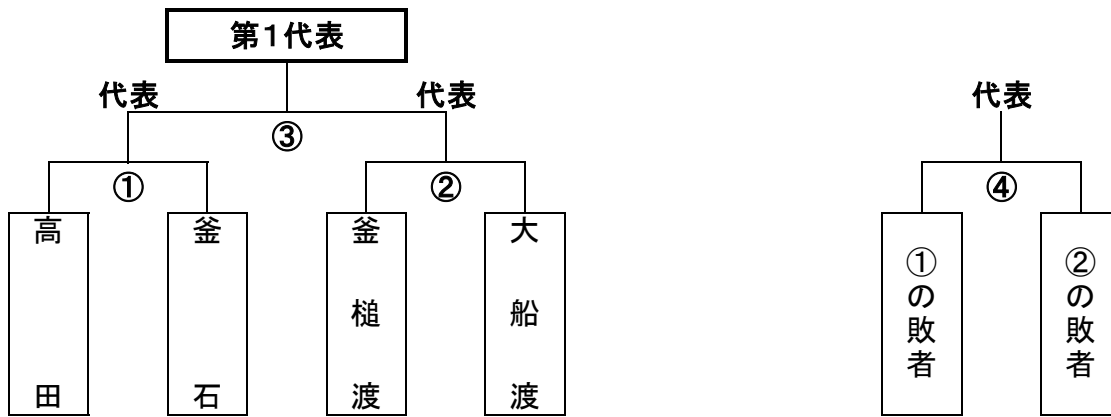 第1代表
代表
代表
③
①
②
高田
釜石
釜槌渡
大船渡
代表
④
①の敗者
②の敗者